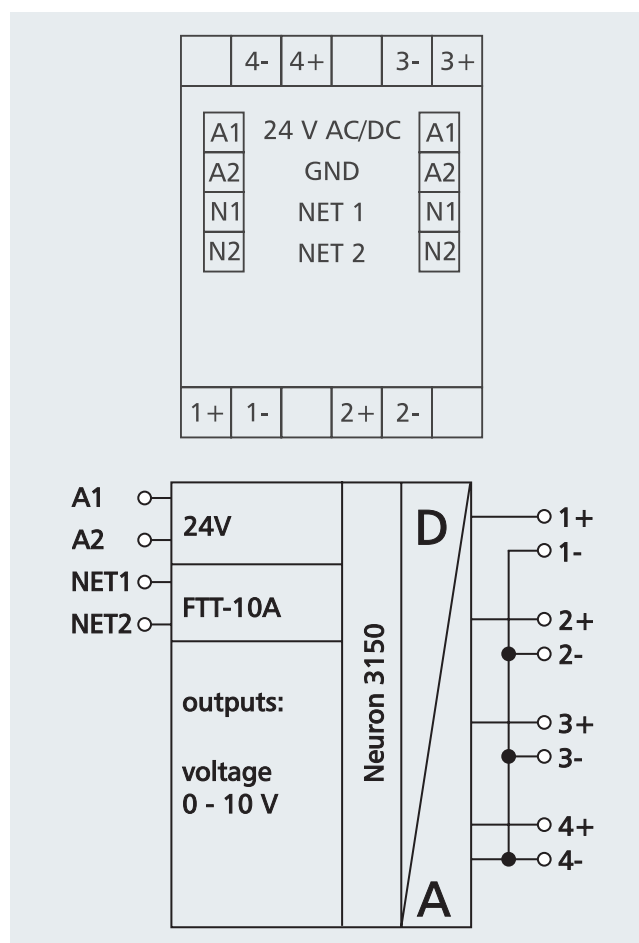 4- 4+ 3- 3+
A1 24 V AC/DC A1
A2 GND A2
N1 NET 1 N1
N2 NET 2 N2
1+ 1- 2+ 2-
A1
A2
NET1
NET2
24V
FTT-10A
outputs:
voltage
0 - 10 V
Neuron 3150
D
A
1+
1-
2+
2-
3+
3-
4+
4-